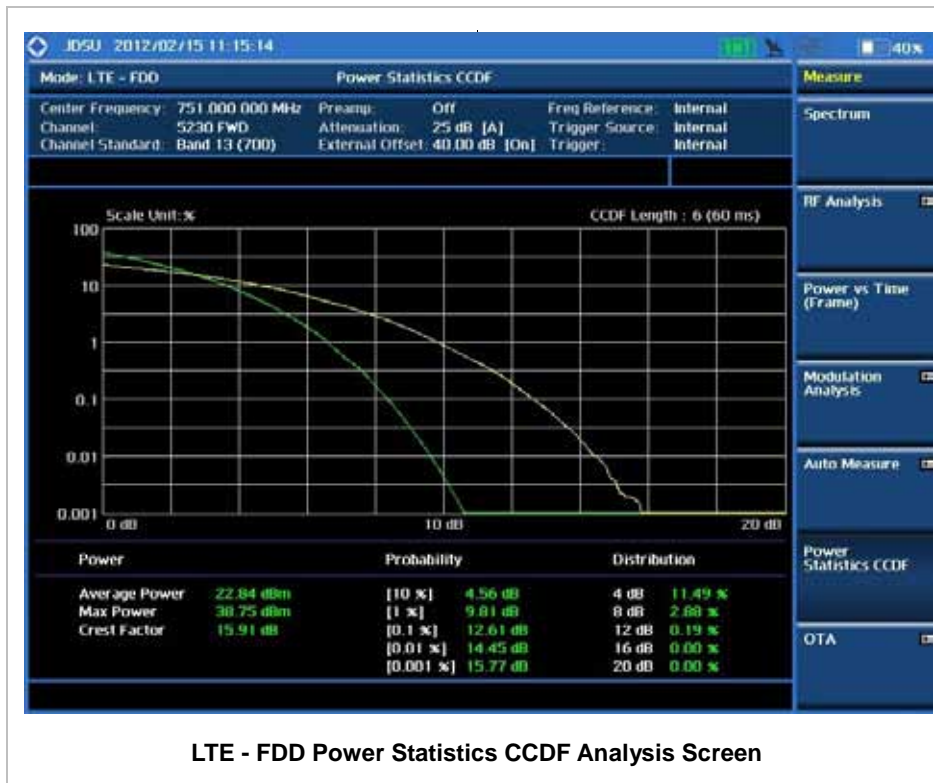 JDSU 2012/02/15 11:15:14 40%
Mode: LTE - FDD Power Statistics CCDF Measure
Center Frequency: 751.000 000 MHz Preamp: Off Freq Reference: Internal
Channel: 5230 FWD Attenuation: 25 dB [A] Trigger Source: Internal
Channel Standard: Band 13 (700) External Offset: 40.00 dB [On] Trigger: Internal
Scale Unit:% CCDF Length : 6 (60 ms)
100
10
1
0.1
0.01
0.001
0 dB 10 dB 20 dB
Power Probability Distribution
Average Power 22.84 dBm [10 %] 4.56 dB 4 dB 11.49 %
Max Power 38.75 dBm [1 %] 9.81 dB 8 dB 2.88 %
Crest Factor 15.91 dB [0.1 %] 12.61 dB 12 dB 0.19 %
[0.01 %] 14.45 dB 16 dB 0.00 %
[0.001 %] 15.77 dB 20 dB 0.00 %
Spectrum
RF Analysis
Power vs Time
(Frame)
Modulation
Analysis
Auto Measure
Power
Statistics CCDF
OTA
LTE - FDD Power Statistics CCDF Analysis Screen